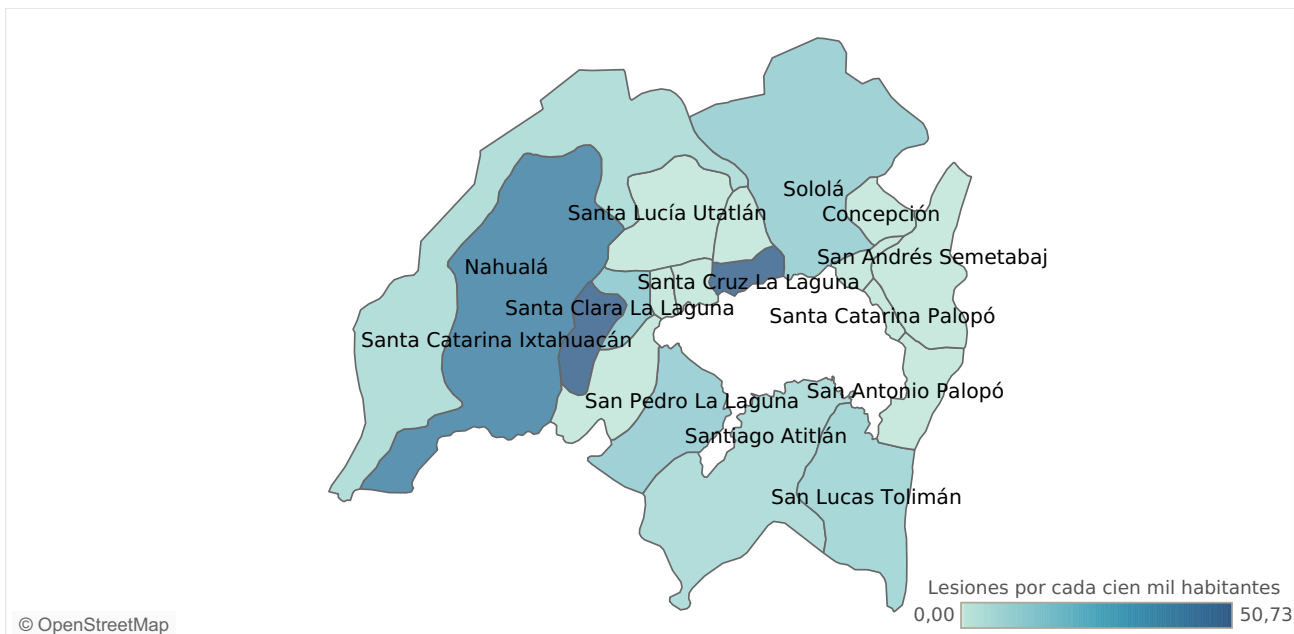 Sololá
Santa Lucía Utatlán
Concepción
San Andrés Semetabaj
Nahualá
Santa Cruz La Laguna
Santa Clara La Laguna
Santa Catarina Palopó
Santa Catarina Ixtahuacán
San Antonio Palopó
San Pedro La Laguna
Santiago Atitlán
San Lucas Tolimán
Lesiones por cada cien mil habitantes
0,00 50,73
© OpenStreetMap